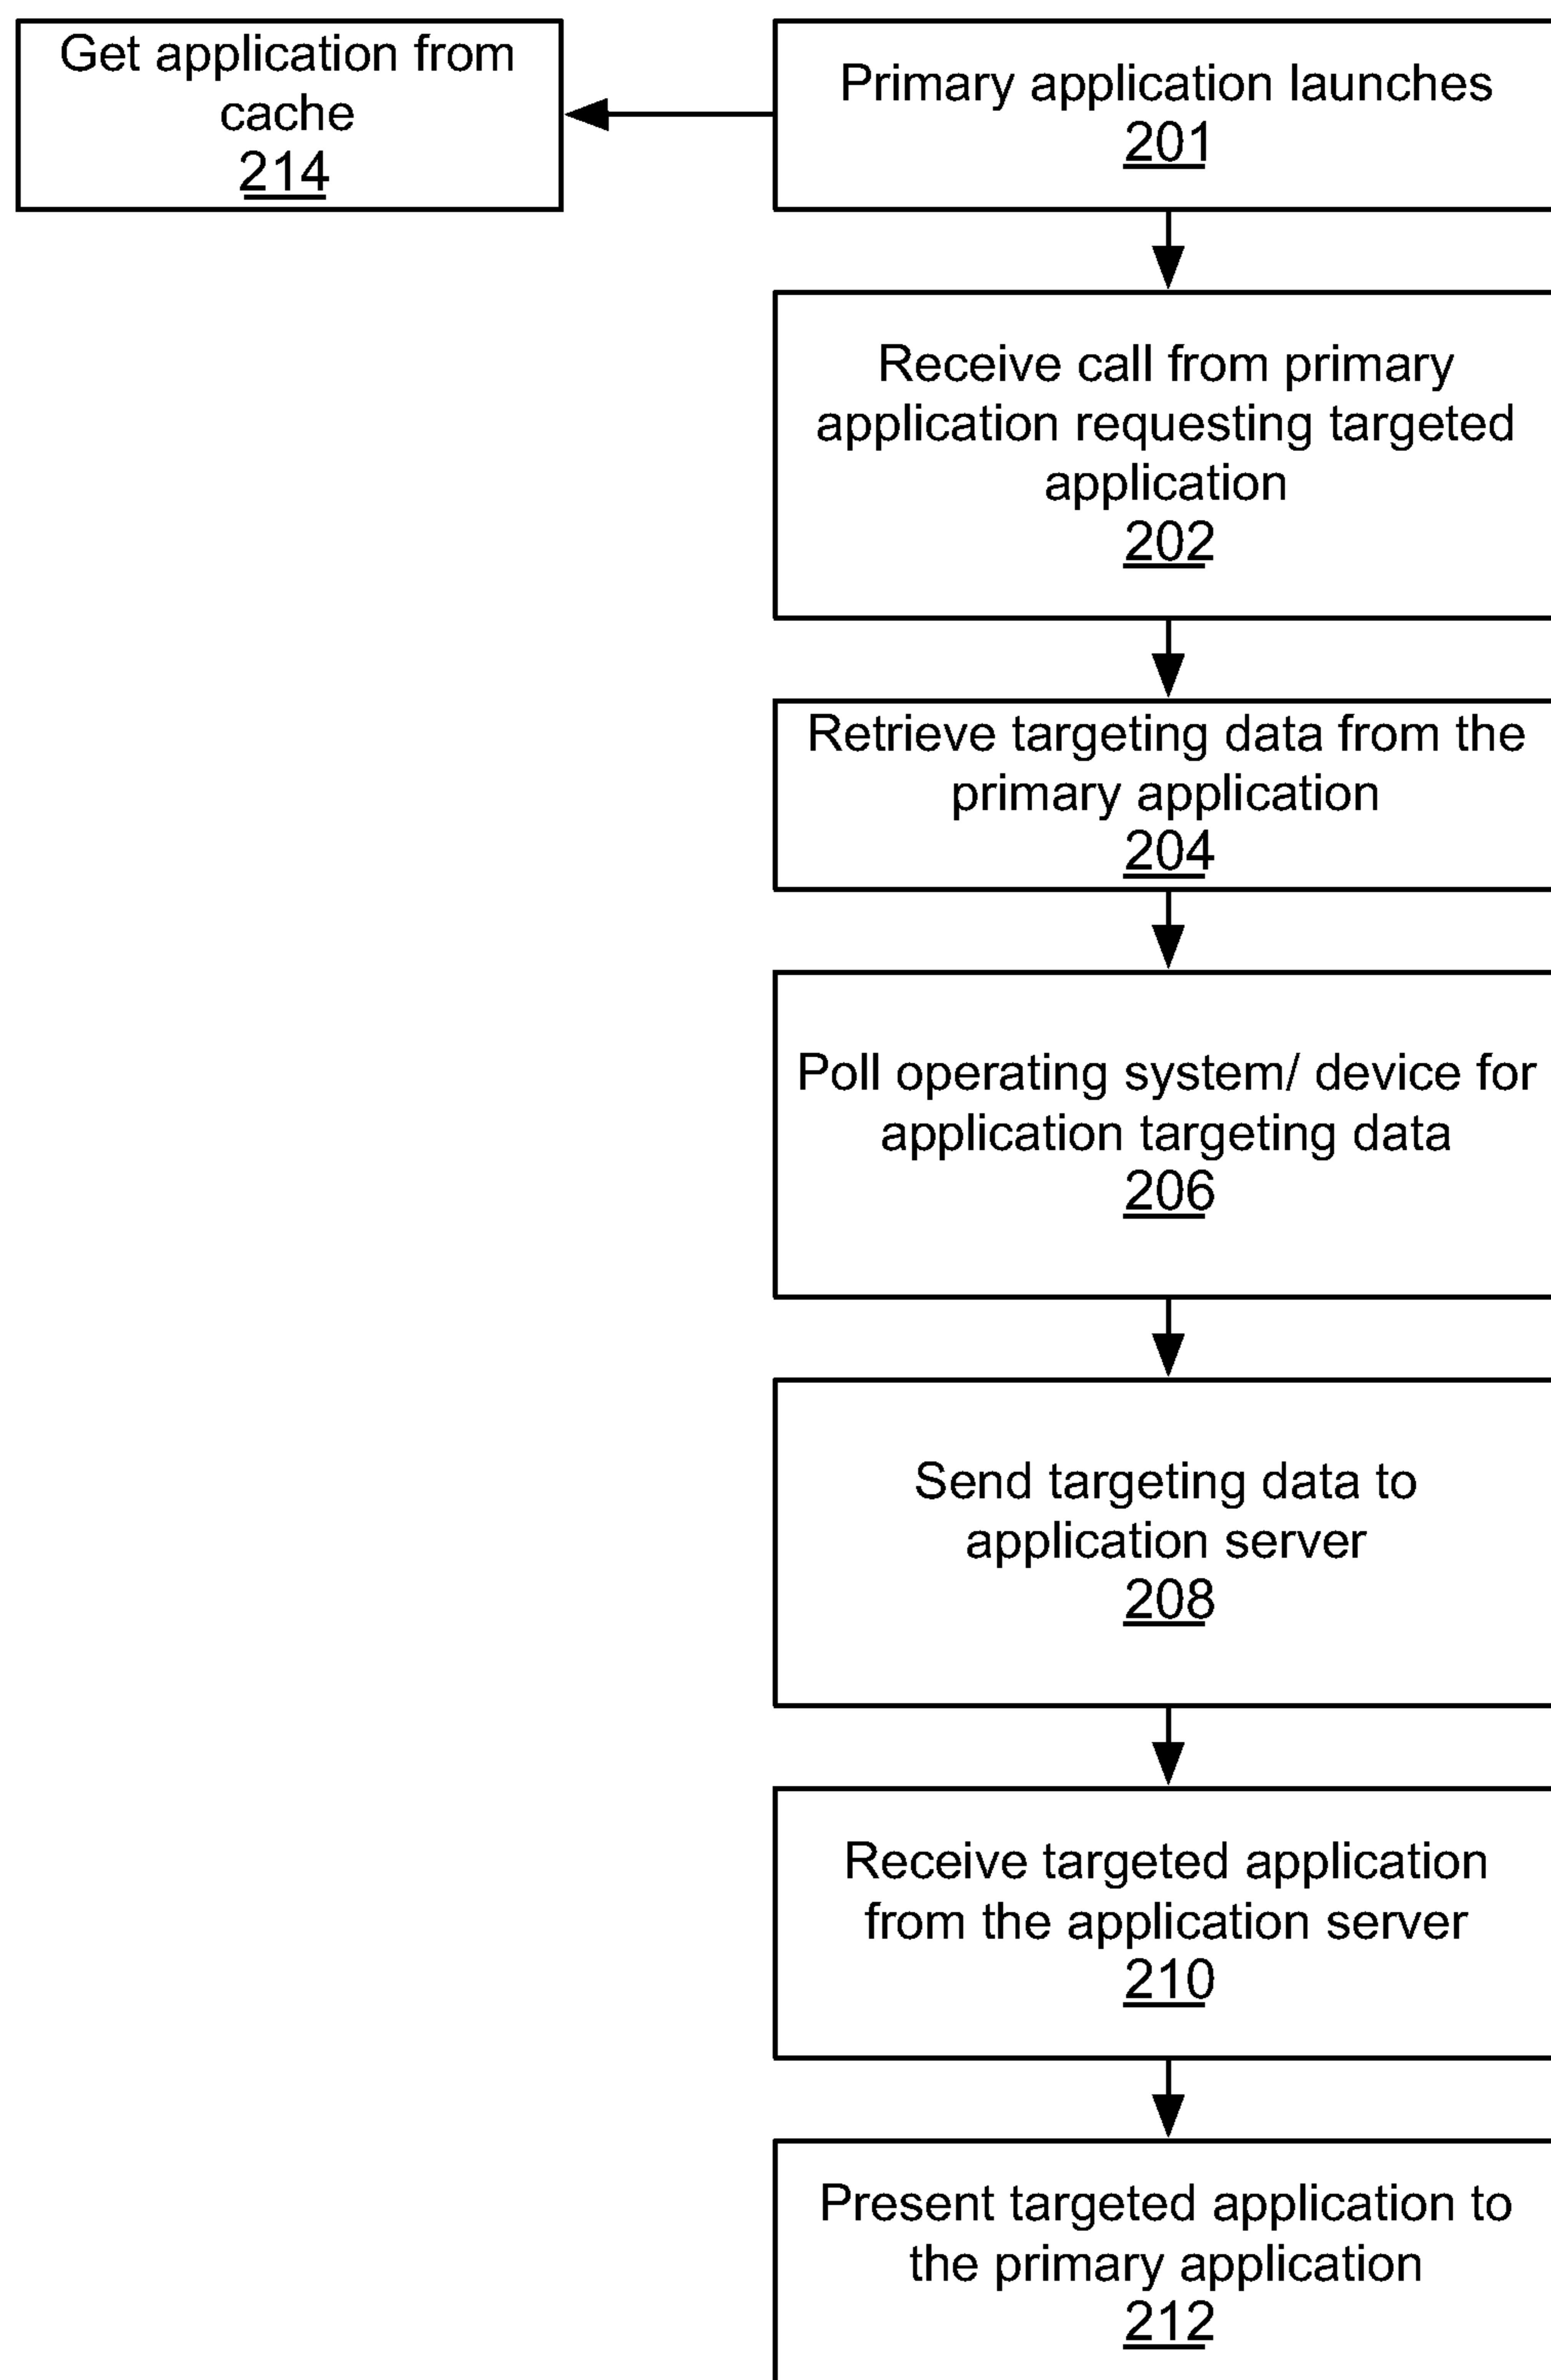 Get application from
cache
214
Primary application launches
201
Receive call from primary
application requesting targeted
application
202
Retrieve targeting data from the
primary application
204
Poll operating system/ device for
application targeting data
206
Send targeting data to
application server
208
Receive targeted application
from the application server
210
Present targeted application to
the primary application
212